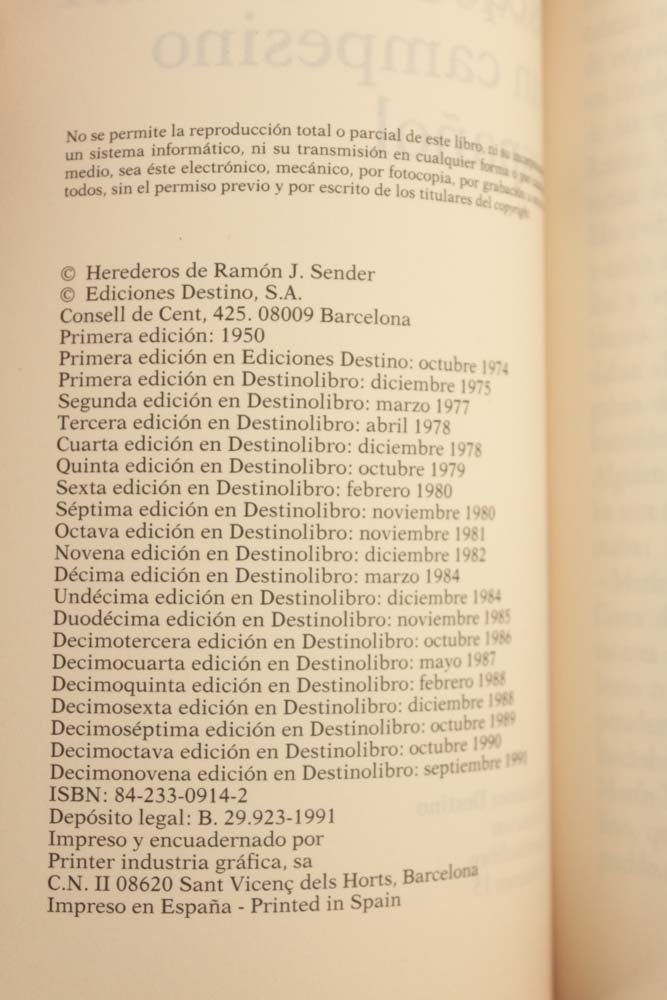 No se permite la reproducción total o parcial de este libro, ni su
un sistema informático, ni su transmisión en cualquier forma o por
medio, sea éste electrónico, mecánico, por fotocopia, por grabación
todos, sin el permiso previo y por escrito de los titulares del copyright
© Herederos de Ramón J. Sender
© Ediciones Destino, S.A.
Consell de Cent, 425. 08009 Barcelona
Primera edición: 1950
Primera edición en Ediciones Destino: octubre 1974
Primera edición en Destinolibro: diciembre 1975
Segunda edición en Destinolibro: marzo 1977
Tercera edición en Destinolibro: abril 1978
Cuarta edición en Destinolibro: diciembre 1978
Quinta edición en Destinolibro: octubre 1979
Sexta edición en Destinolibro: febrero 1980
Séptima edición en Destinolibro: noviembre 1980
Octava edición en Destinolibro: noviembre 1981
Novena edición en Destinolibro: diciembre 1982
Décima edición en Destinolibro: marzo 1984
Undécima edición en Destinolibro: diciembre 1984
Duodécima edición en Destinolibro: noviembre 1985
Decimotercera edición en Destinolibro: octubre 1986
Decimocuarta edición en Destinolibro: mayo 1987
Decimoquinta edición en Destinolibro: febrero 1988
Decimosexta edición en Destinolibro: diciembre 1988
Decimoséptima edición en Destinolibro: octubre 1989
Decimoctava edición en Destinolibro: octubre 1990
Decimonovena edición en Destinolibro: septiembre 1991
ISBN: 84-233-0914-2
Depósito legal: B. 29.923-1991
Impreso y encuadernado por
Printer industria gráfica, sa
C.N. II 08620 Sant Vicenç dels Horts, Barcelona
Impreso en España - Printed in Spain